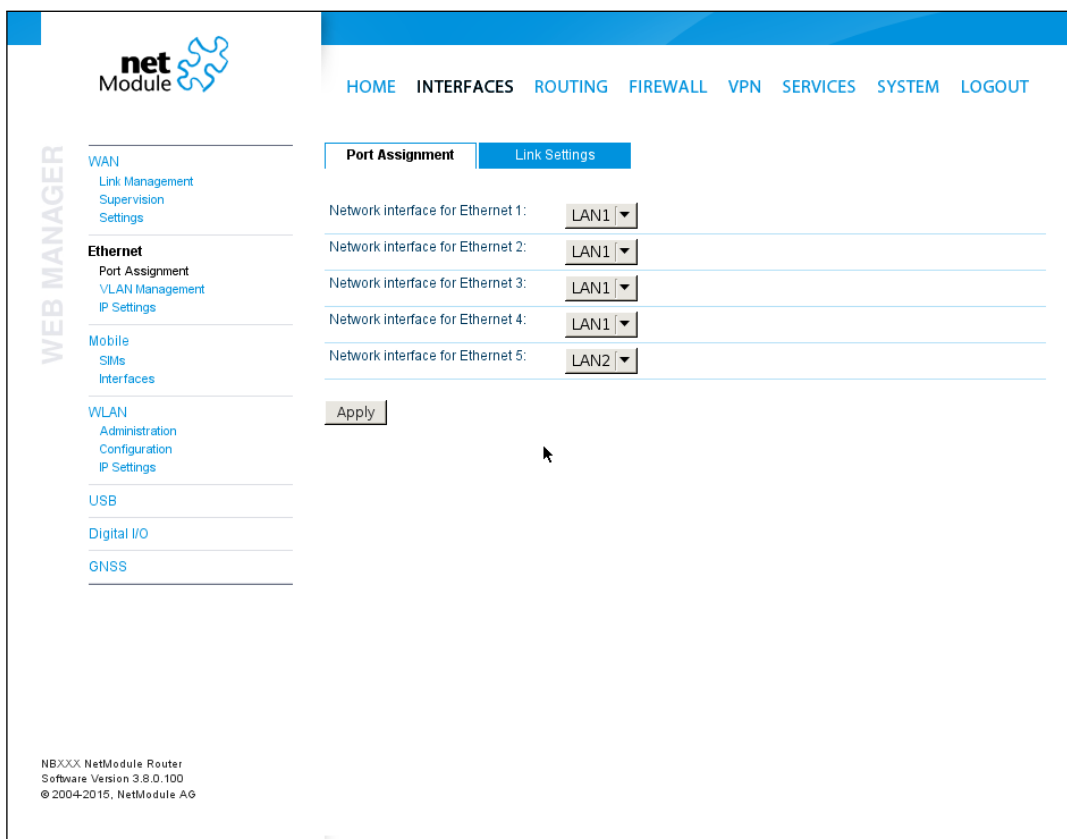 net
Module
HOME INTERFACES ROUTING FIREWALL VPN SERVICES SYSTEM LOGOUT
WEB MANAGER
WAN
Link Management
Supervision
Settings
Ethernet
Port Assignment
VLAN Management
IP Settings
Mobile
SIMs
Interfaces
WLAN
Administration
Configuration
IP Settings
USB
Digital I/O
GNSS
Port Assignment Link Settings
Network interface for Ethernet 1: LAN1
Network interface for Ethernet 2: LAN1
Network interface for Ethernet 3: LAN1
Network interface for Ethernet 4: LAN1
Network interface for Ethernet 5: LAN2
Apply
NBXXX NetModule Router
Software Version 3.8.0.100
© 2004-2015, NetModule AG